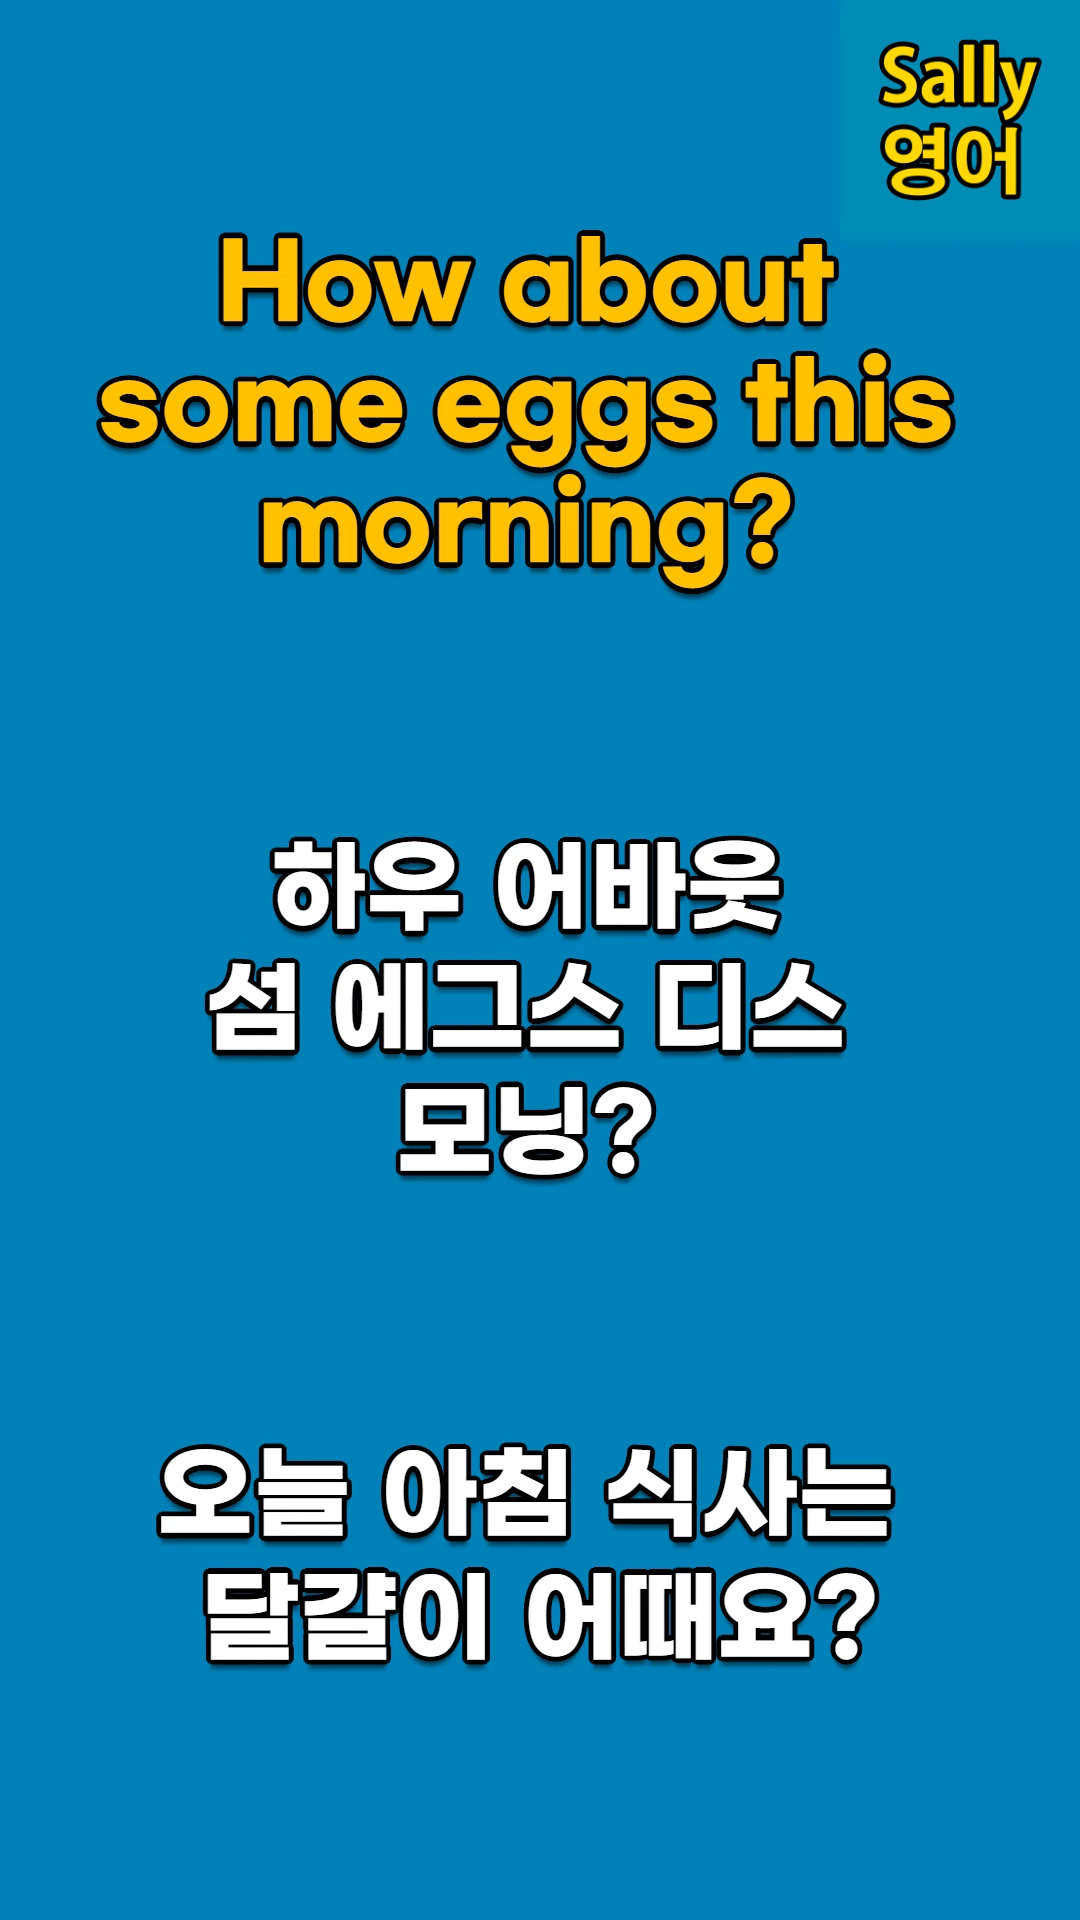 Sally
영어
How about
some eggs this
morning?
하우 어바웃
섬 에그스 디스
모닝?
오늘 아침 식사는
달걀이 어때요?